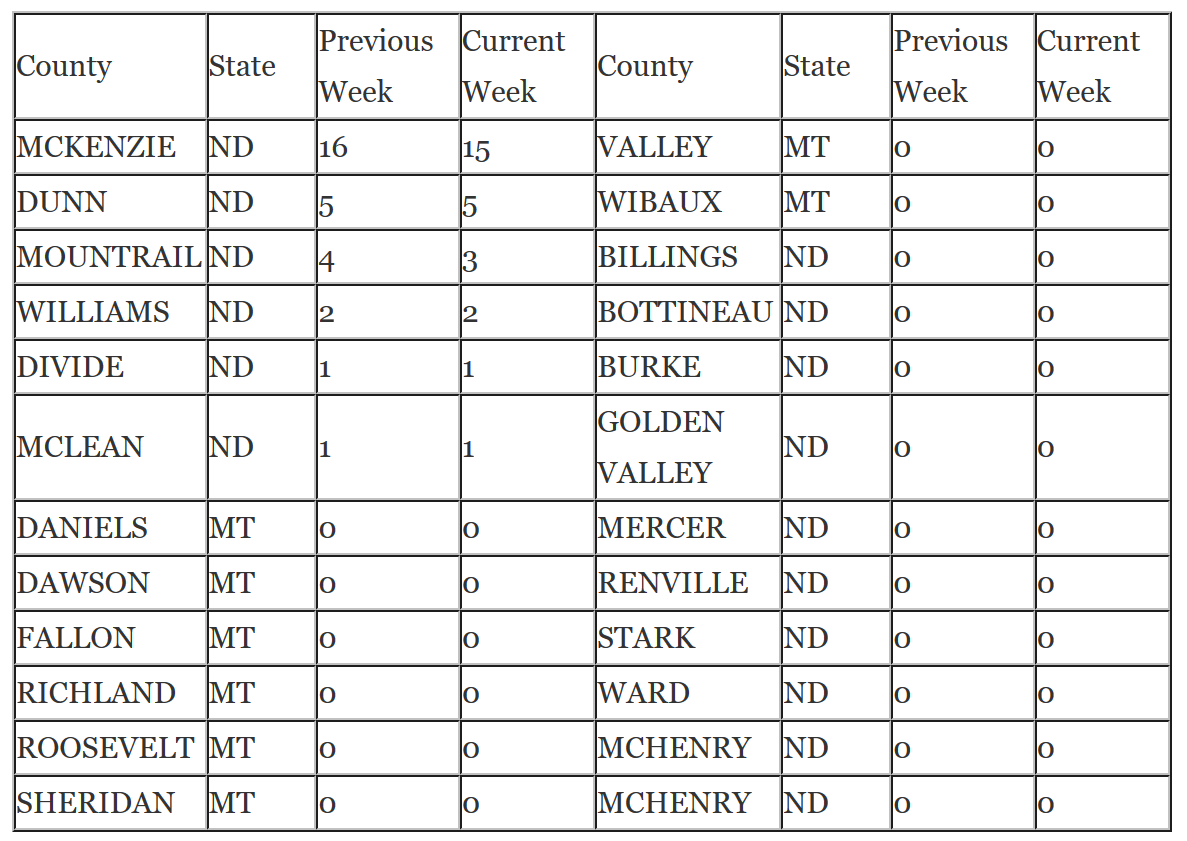 County State Previous Week Current Week County State Previous Week Current Week
MCKENZIE ND 16 15 VALLEY MT 0 0
DUNN ND 5 5 WIBAUX MT 0 0
MOUNTRAIL ND 4 3 BILLINGS ND 0 0
WILLIAMS ND 2 2 BOTTINEAU ND 0 0
DIVIDE ND 1 1 BURKE ND 0 0
MCLEAN ND 1 1 GOLDEN VALLEY ND 0 0
DANIELS MT 0 0 MERCER ND 0 0
DAWSON MT 0 0 RENVILLE ND 0 0
FALLON MT 0 0 STARK ND 0 0
RICHLAND MT 0 0 WARD ND 0 0
ROOSEVELT MT 0 0 MCHENRY ND 0 0
SHERIDAN MT 0 0 MCHENRY ND 0 0